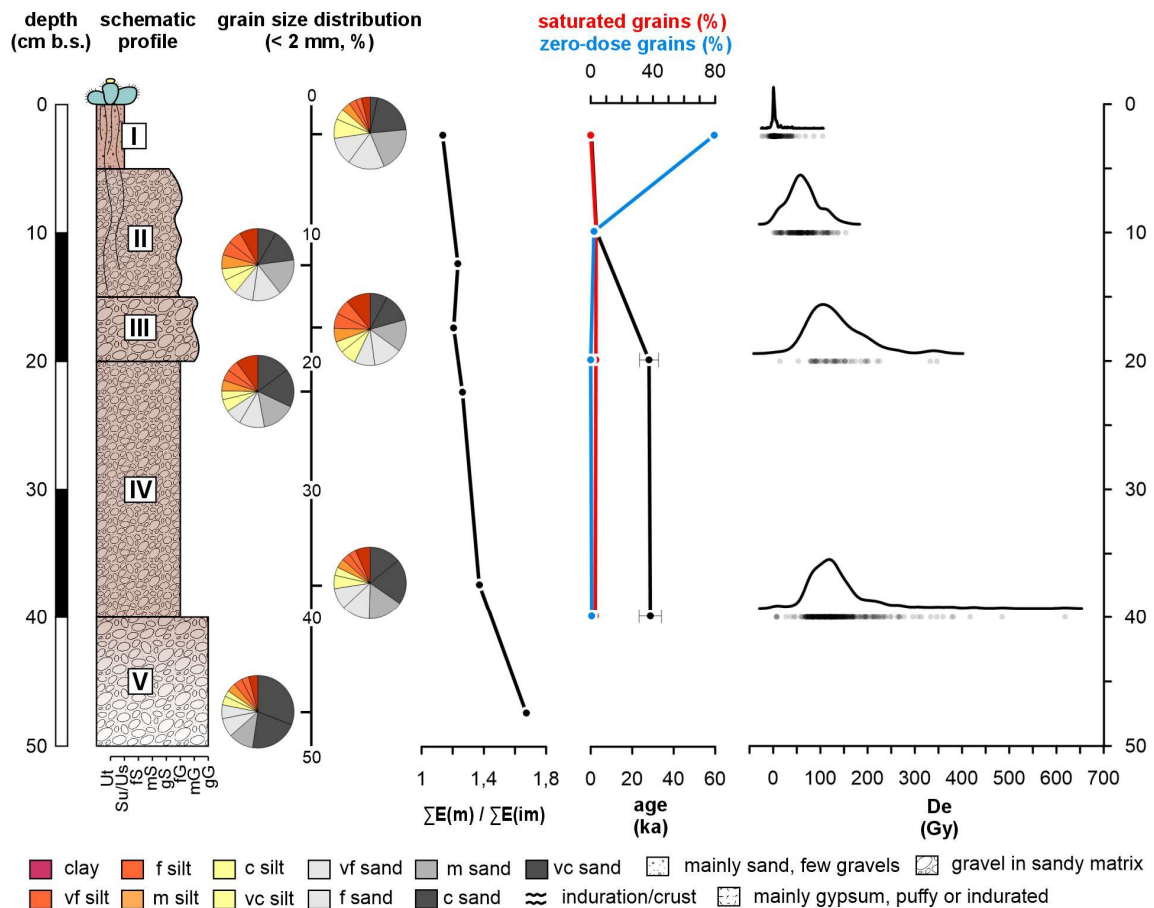 depth
(cm b.s.)
schematic
profile
grain size distribution
(< 2 mm, %)
saturated grains (%)
zero-dose grains (%)
0 40 80
0
10
20
30
40
50
I
II
III
IV
V
Ut
Su/Us
fS
mS
gS
fG
mG
gG
0
10
20
30
40
50
1 1,4 1,8
∑E(m) / ∑E(im)
0 20 40 60
age
(ka)
0 100 200 300 400 500 600 700
De
(Gy)
0
10
20
30
40
50
clay f silt c silt vf sand m sand vc sand mainly sand, few gravels gravel in sandy matrix
vf silt m silt vc silt f sand c sand induration/crust mainly gypsum, puffy or indurated